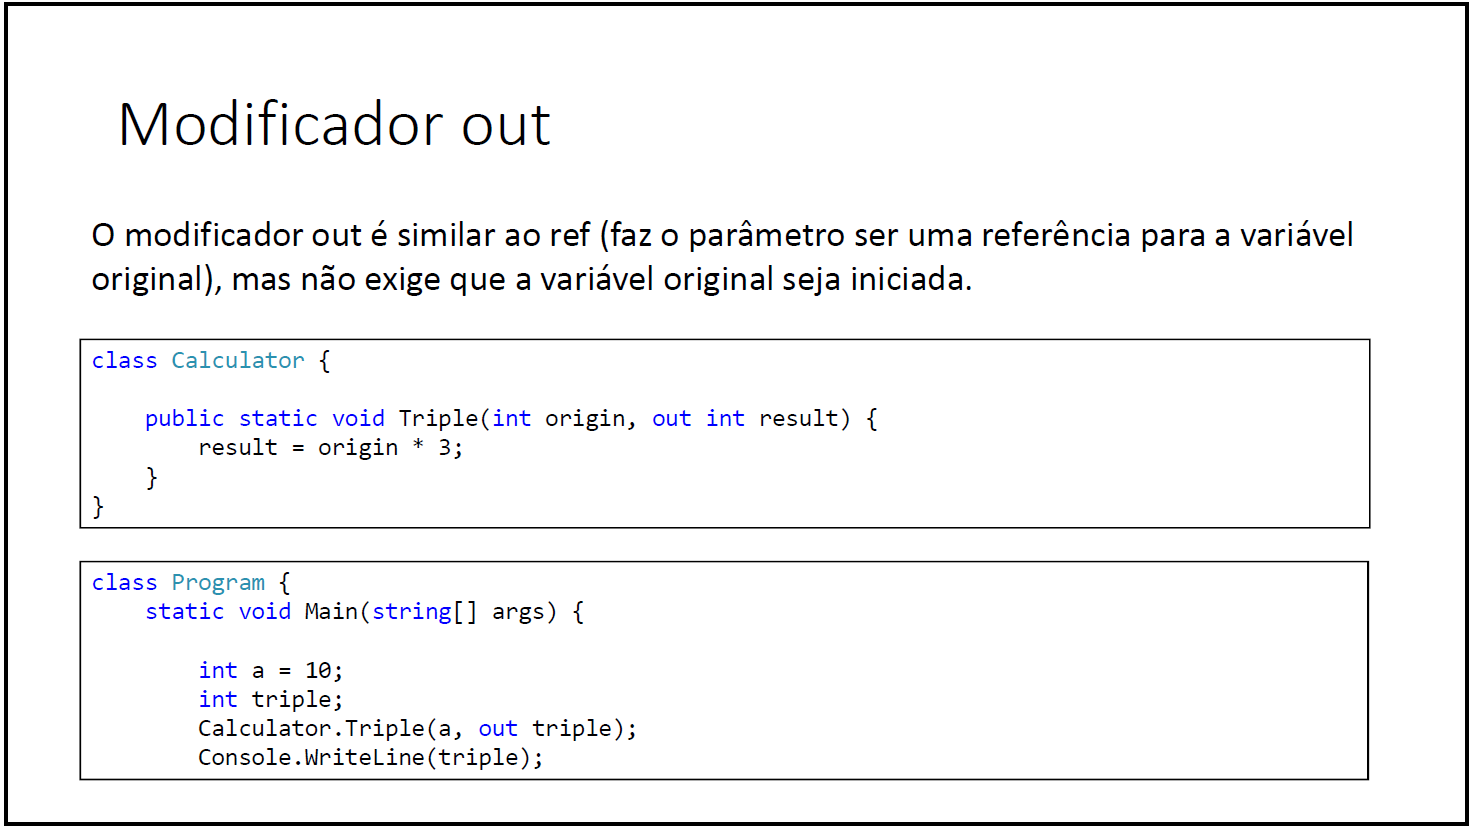 Modificador out
O modificador out é similar ao ref (faz o parâmetro ser uma referência para a variável
original), mas não exige que a variável original seja iniciada.
class Calculator {
public static void Triple(int origin, out int result) {
result = origin * 3;
}
}
class Program {
static void Main(string[] args) {
int a = 10;
int triple;
Calculator.Triple(a, out triple);
Console.WriteLine(triple);